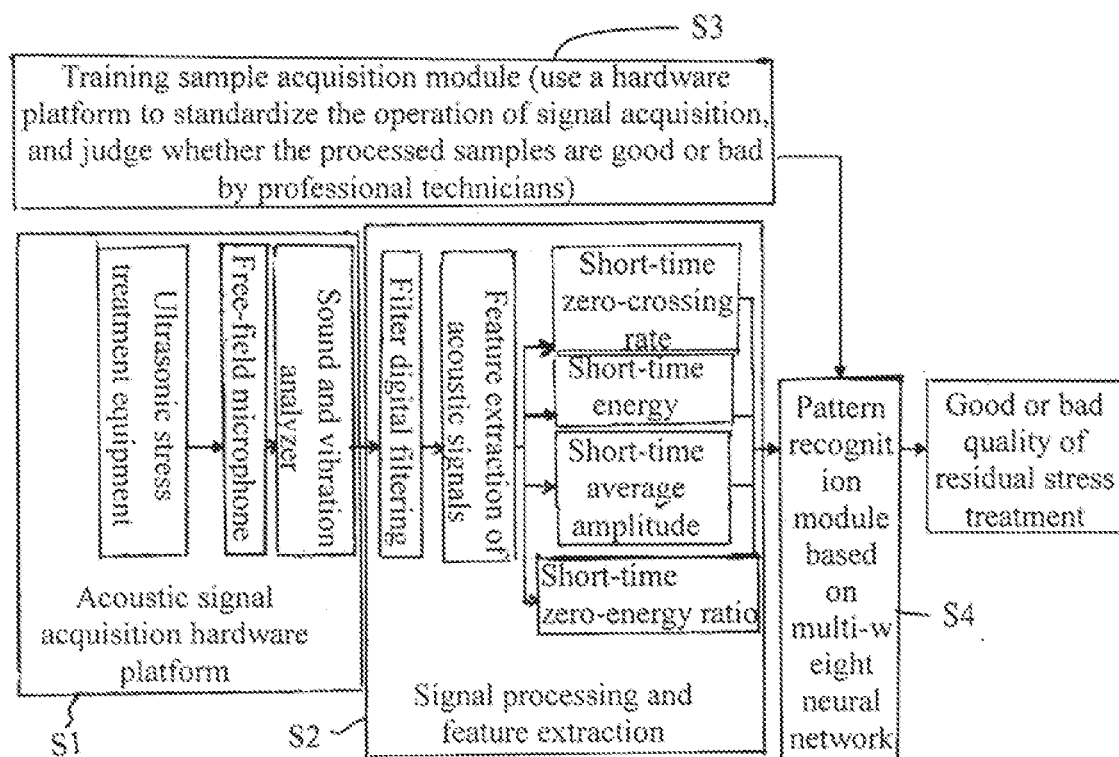 S3
Training sample acquisition module (use a hardware
platform to standardize the operation of signal acquisition,
and judge whether the processed samples are good or bad
by professional technicians)
Ultrasonic stress
treatment equipment
Free-field microphone
Sound and vibration
analyzer
Acoustic signal
acquisition hardware
platform
S1
Filter digital filtering
Feature extraction of
acoustic signals
Short-time
zero-crossing
rate
Short-time
energy
Short-time
average
amplitude
Short-time
zero-energy ratio
Signal processing and
feature extraction
S2
Pattern
recognit
ion
module
based
on
multi-w
eight
neural
network
S4
Good or bad
quality of
residual stress
treatment